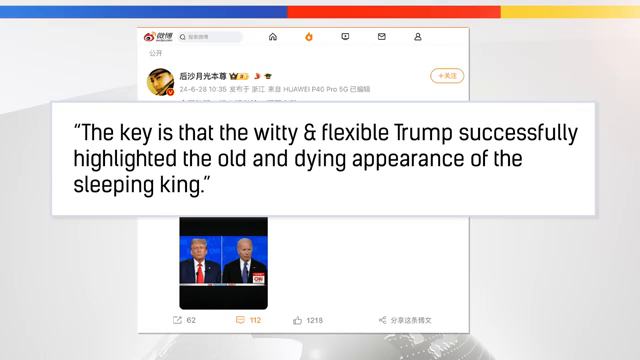 微博
搜索微博
公开
后沙月光本尊
+关注
24-6-28 10:35 发布于 浙江 来自 HUAWEI P40 Pro 5G 已编辑
“The key is that the witty & flexible Trump successfully
highlighted the old and dying appearance of the
sleeping king.”
CNN
62 112 1218 分享这条博文